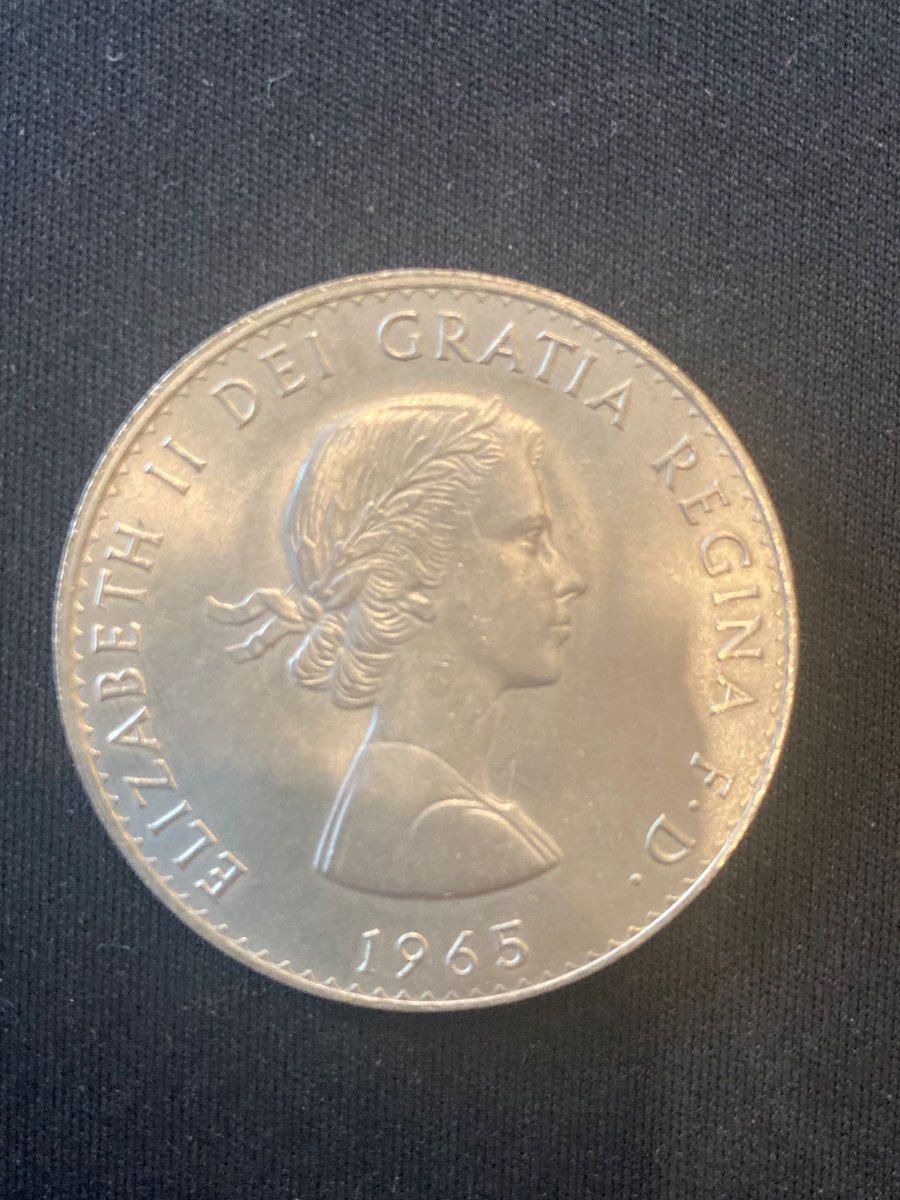 ELIZABETH II DEI GRATIA REGINA F.D.
1965